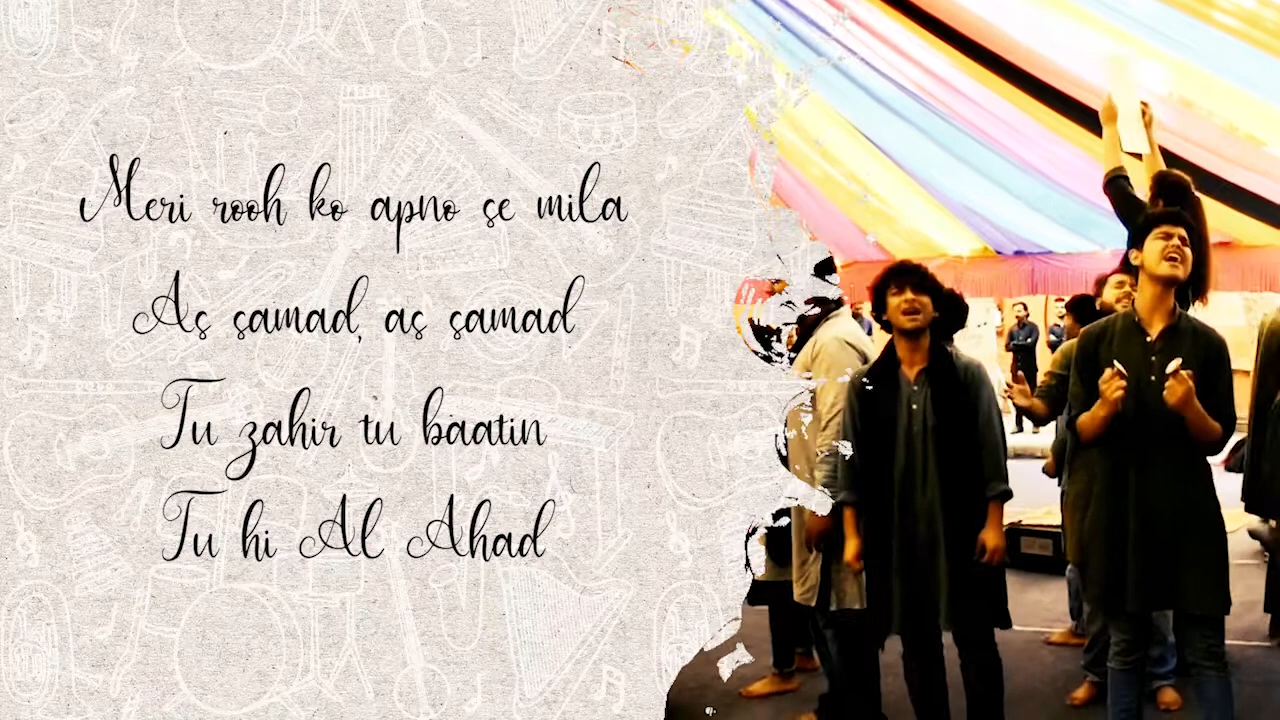 Meri rooh ko apno se mila
As samad, as samad
Tu zahir tu baatin
Tu hi Al Ahad